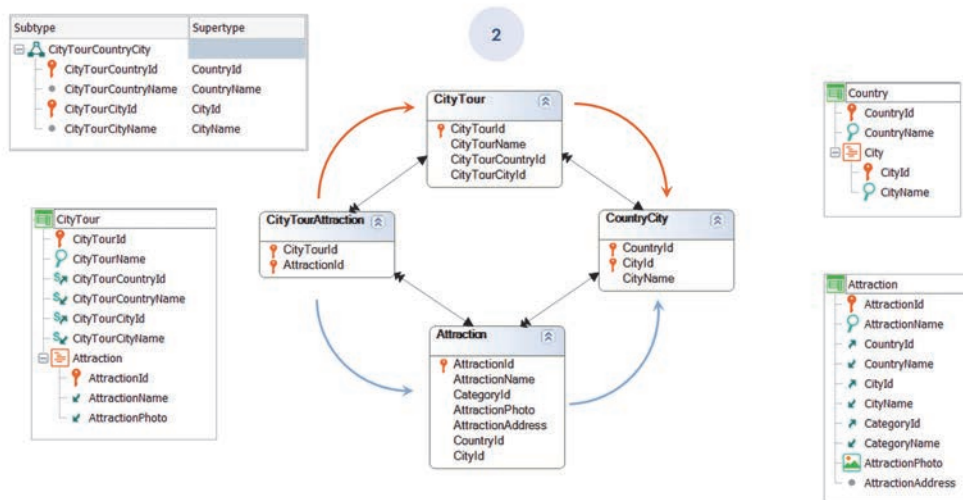 2
Subtype Supertype
CityTourCountryCity
CityTourCountryId CountryId
CityTourCountryName CountryName
CityTourCityId CityId
CityTourCityName CityName
CityTour
CityTourId
CityTourName
CityTourCountryId
CityTourCityId
Country
CountryId
CountryName
City
CityId
CityName
CityTour
CityTourId
CityTourName
CityTourCountryId
CityTourCountryName
CityTourCityId
CityTourCityName
Attraction
AttractionId
AttractionName
AttractionPhoto
CityTourAttraction
CityTourId
AttractionId
CountryCity
CountryId
CityId
CityName
Attraction
AttractionId
AttractionName
CategoryId
AttractionPhoto
AttractionAddress
CountryId
CityId
Attraction
AttractionId
AttractionName
CountryId
CountryName
CityId
CityName
CategoryId
CategoryName
AttractionPhoto
AttractionAddress